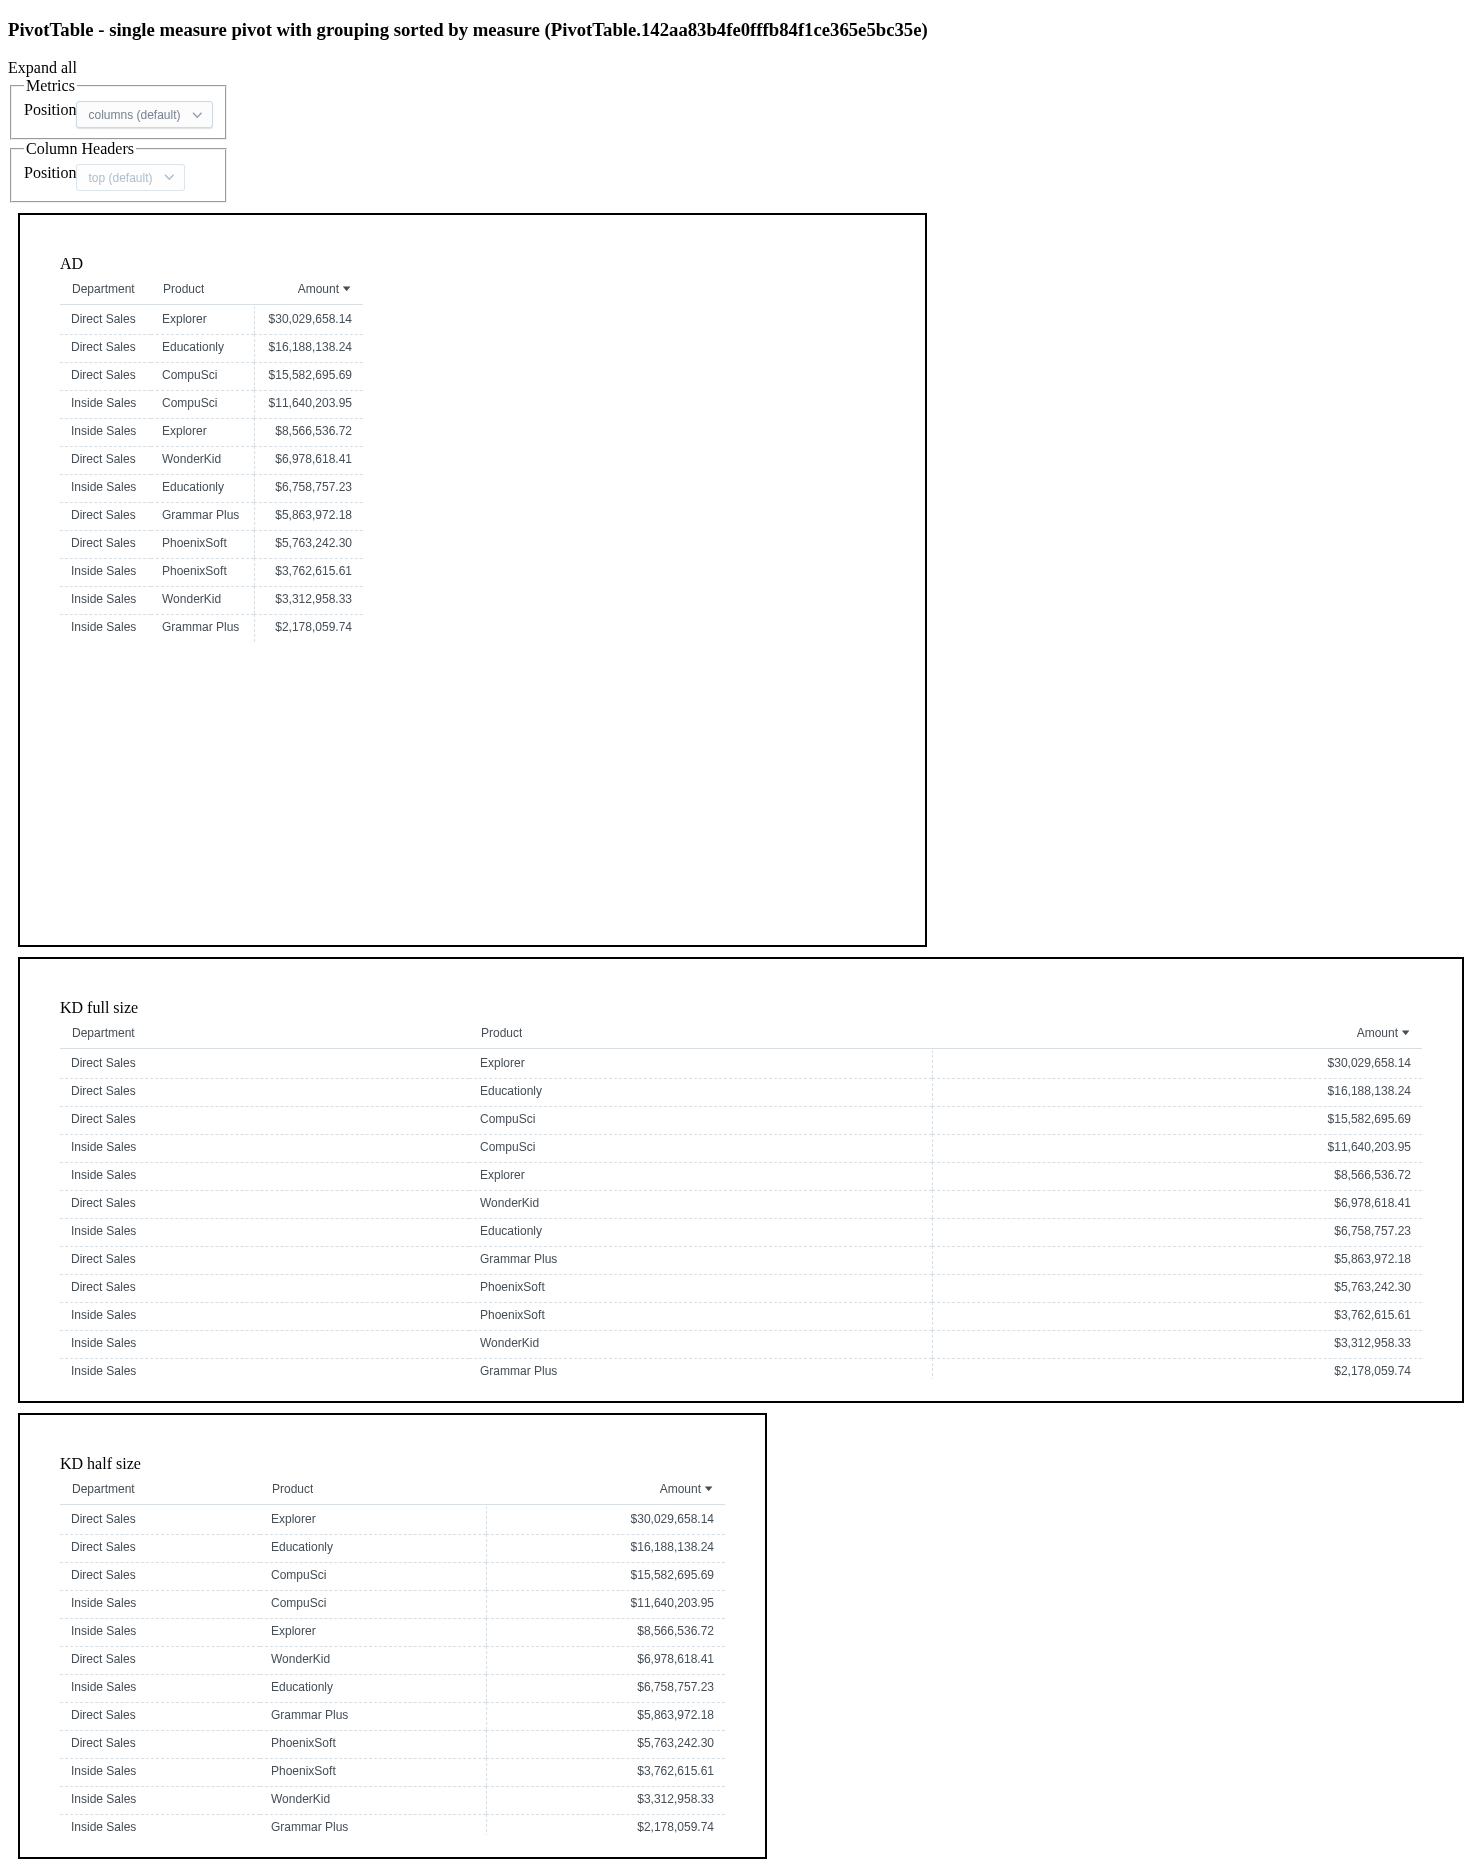 PivotTable - single measure pivot with grouping sorted by measure (PivotTable.142aa83b4fe0fffb84f1ce365e5bc35e)
Expand all
Metrics
Position columns (default)
Column Headers
Position top (default)
AD
Department Product Amount
Direct Sales Explorer $30,029,658.14
Direct Sales Educationly $16,188,138.24
Direct Sales CompuSci $15,582,695.69
Inside Sales CompuSci $11,640,203.95
Inside Sales Explorer $8,566,536.72
Direct Sales WonderKid $6,978,618.41
Inside Sales Educationly $6,758,757.23
Direct Sales Grammar Plus $5,863,972.18
Direct Sales PhoenixSoft $5,763,242.30
Inside Sales PhoenixSoft $3,762,615.61
Inside Sales WonderKid $3,312,958.33
Inside Sales Grammar Plus $2,178,059.74
KD full size
Department Product Amount
Direct Sales Explorer $30,029,658.14
Direct Sales Educationly $16,188,138.24
Direct Sales CompuSci $15,582,695.69
Inside Sales CompuSci $11,640,203.95
Inside Sales Explorer $8,566,536.72
Direct Sales WonderKid $6,978,618.41
Inside Sales Educationly $6,758,757.23
Direct Sales Grammar Plus $5,863,972.18
Direct Sales PhoenixSoft $5,763,242.30
Inside Sales PhoenixSoft $3,762,615.61
Inside Sales WonderKid $3,312,958.33
Inside Sales Grammar Plus $2,178,059.74
KD half size
Department Product Amount
Direct Sales Explorer $30,029,658.14
Direct Sales Educationly $16,188,138.24
Direct Sales CompuSci $15,582,695.69
Inside Sales CompuSci $11,640,203.95
Inside Sales Explorer $8,566,536.72
Direct Sales WonderKid $6,978,618.41
Inside Sales Educationly $6,758,757.23
Direct Sales Grammar Plus $5,863,972.18
Direct Sales PhoenixSoft $5,763,242.30
Inside Sales PhoenixSoft $3,762,615.61
Inside Sales WonderKid $3,312,958.33
Inside Sales Grammar Plus $2,178,059.74